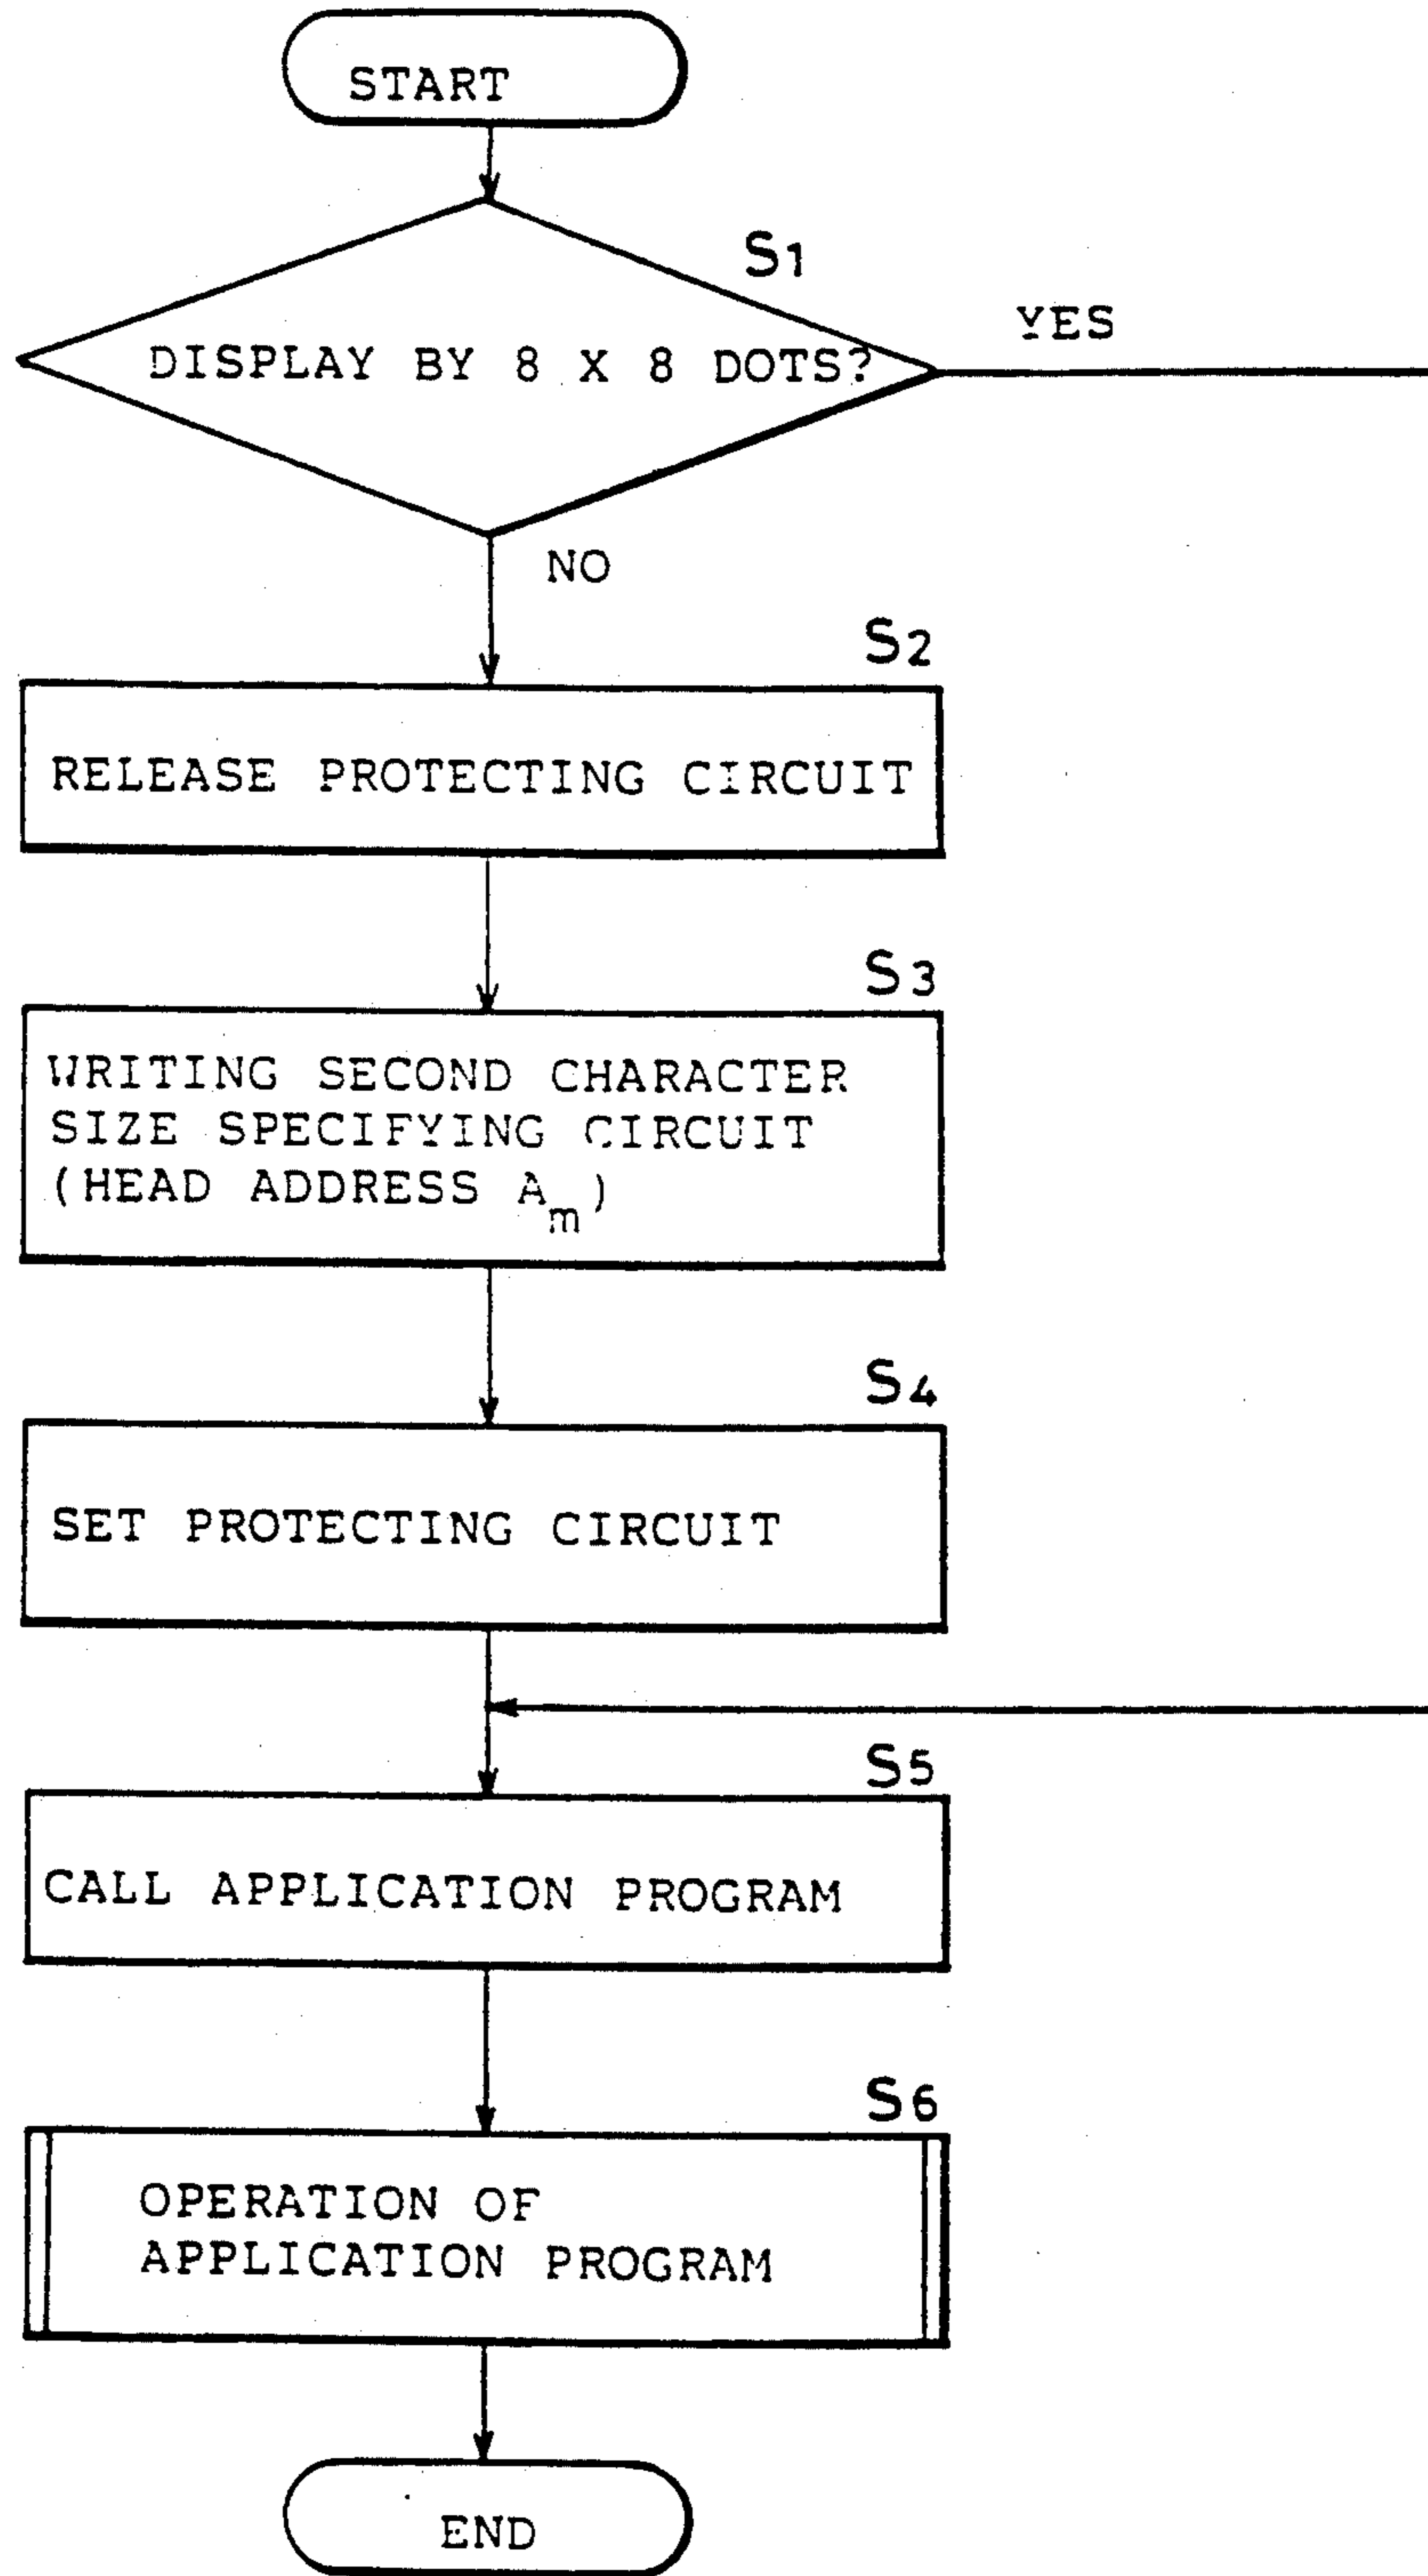 START
S1
DISPLAY BY 8 X 8 DOTS?
YES
NO
S2
RELEASE PROTECTING CIRCUIT
S3
WRITING SECOND CHARACTER
SIZE SPECIFYING CIRCUIT
(HEAD ADDRESS Am)
S4
SET PROTECTING CIRCUIT
S5
CALL APPLICATION PROGRAM
S6
OPERATION OF
APPLICATION PROGRAM
END